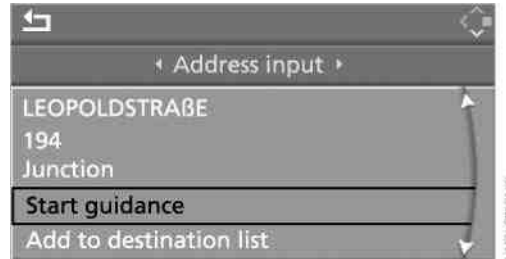 Address input
LEOPOLDSTRAßE
194
Junction
Start guidance
Add to destination list